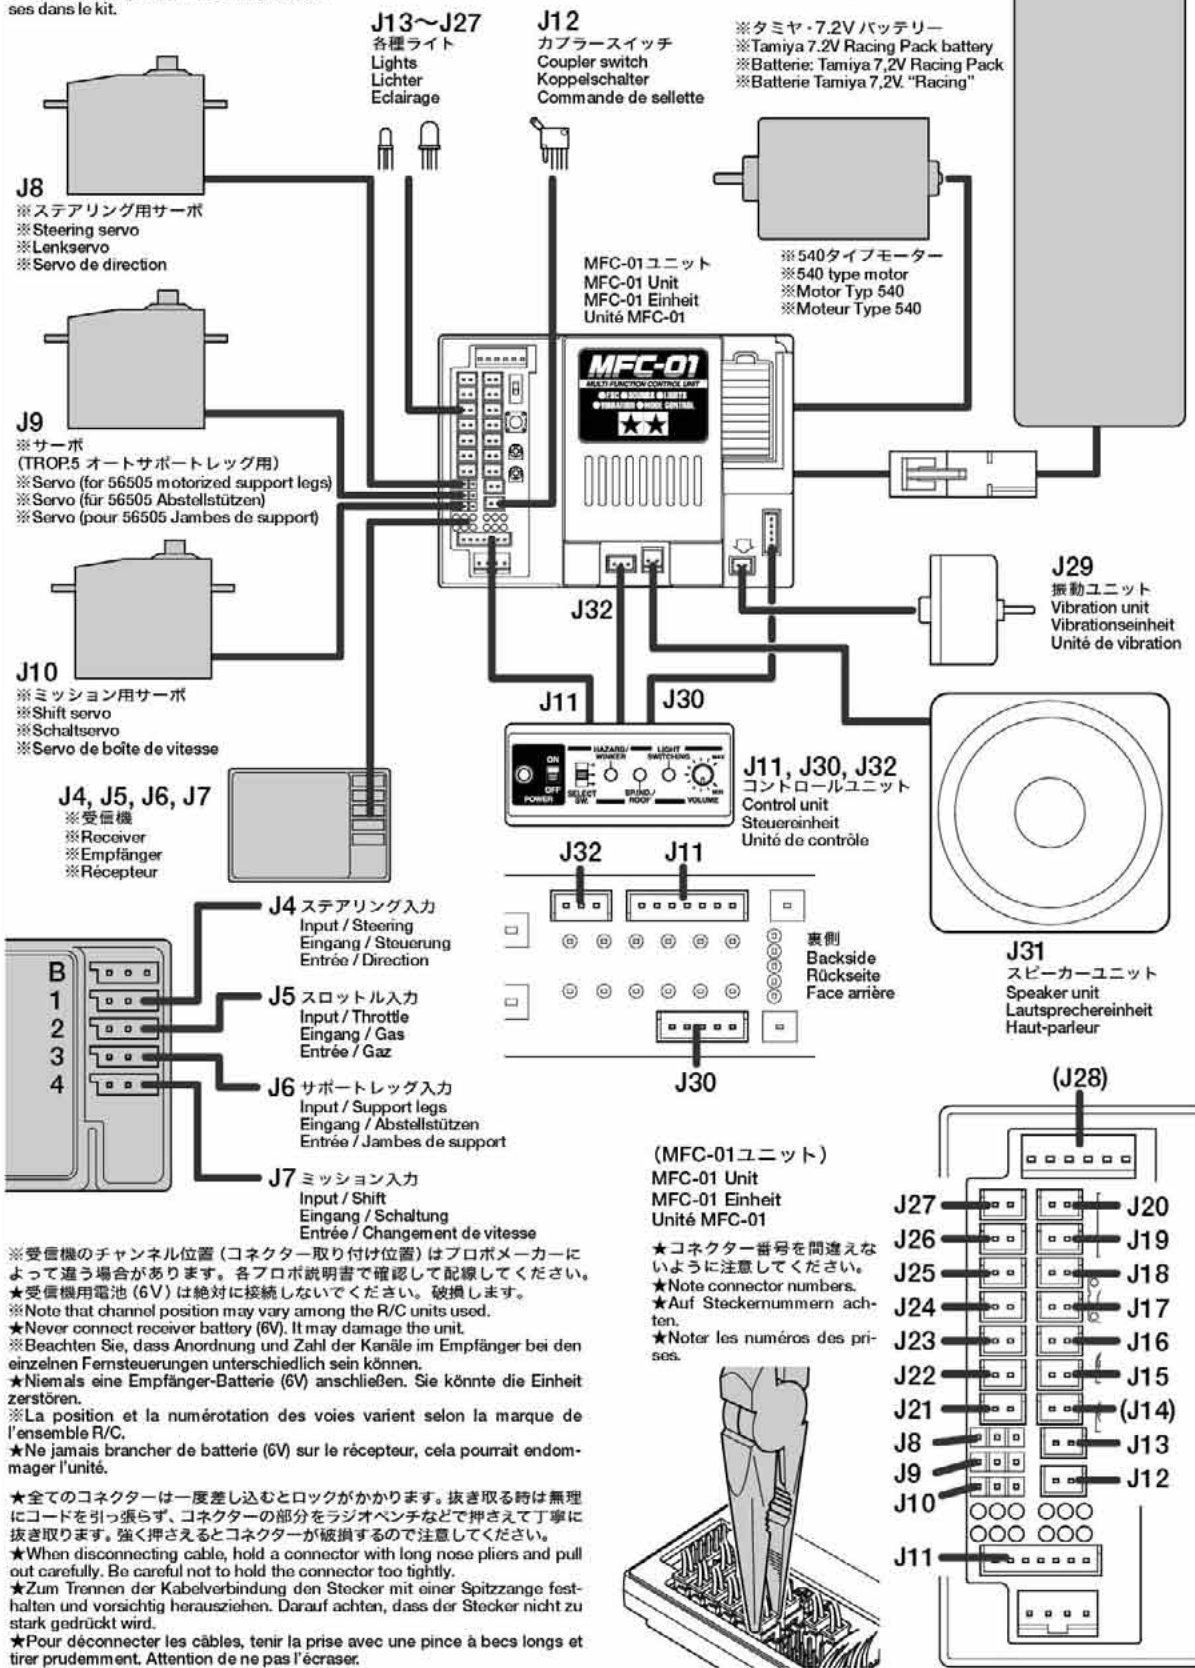 ses dans le kit.
J13～J27
各種ライト
Lights
Lichter
Eclairage
J12
カプラースイッチ
Coupler switch
Koppelschalter
Commande de sellette
※タミヤ・7.2V バッテリー
※Tamiya 7.2V Racing Pack battery
※Batterie: Tamiya 7,2V Racing Pack
※Batterie Tamiya 7,2V. “Racing”
J8
※ステアリング用サーボ
※Steering servo
※Lenkservo
※Servo de direction
※540タイプモーター
※540 type motor
※Motor Typ 540
※Moteur Type 540
MFC-01ユニット
MFC-01 Unit
MFC-01 Einheit
Unité MFC-01
MFC-01
MULTI-FUNCTION CONTROL UNIT
J9
※サーボ
(TROP.5 オートサポートレッグ用)
※Servo (for 56505 motorized support legs)
※Servo (für 56505 Abstellstützen)
※Servo (pour 56505 Jambes de support)
J29
振動ユニット
Vibration unit
Vibrationseinheit
Unité de vibration
J32
J10
※ミッション用サーボ
※Shift servo
※Schaltservo
※Servo de boîte de vitesse
J11
J30
ON
OFF
POWER
SELECT SW.
HAZARD/
WINKER
LIGHT
SWITCHING
SP.IND./
ROOF
MAX
MIN
VOLUME
J11, J30, J32
コントロールユニット
Control unit
Steuereinheit
Unité de contrôle
J4, J5, J6, J7
※受信機
※Receiver
※Empfänger
※Récepteur
J32
J11
裏側
Backside
Rückseite
Face arrière
J30
J31
スピーカーユニット
Speaker unit
Lautsprechereinheit
Haut-parleur
B
1
2
3
4
J4 ステアリング入力
Input / Steering
Eingang / Steuerung
Entrée / Direction
J5 スロットル入力
Input / Throttle
Eingang / Gas
Entrée / Gaz
J6 サポートレッグ入力
Input / Support legs
Eingang / Abstellstützen
Entrée / Jambes de support
J7 ミッション入力
Input / Shift
Eingang / Schaltung
Entrée / Changement de vitesse
※受信機のチャンネル位置（コネクター取り付け位置）はプロポメーカーに
よって違う場合があります。各プロポ説明書で確認して配線してください。
★受信機用電池（6V）は絶対に接続しないでください。破損します。
※Note that channel position may vary among the R/C units used.
★Never connect receiver battery (6V). It may damage the unit.
※Beachten Sie, dass Anordnung und Zahl der Kanäle im Empfänger bei den
einzelnen Fernsteuerungen unterschiedlich sein können.
★Niemals eine Empfänger-Batterie (6V) anschließen. Sie könnte die Einheit
zerstören.
※La position et la numérotation des voies varient selon la marque de
l'ensemble R/C.
★Ne jamais brancher de batterie (6V) sur le récepteur, cela pourrait endom-
mager l'unité.
★全てのコネクターは一度差し込むとロックがかかります。抜き取る時は無理
にコードを引っ張らず、コネクターの部分をラジオペンチなどで押さえて丁寧に
抜き取ります。強く押さえるとコネクターが破損するので注意してください。
★When disconnecting cable, hold a connector with long nose pliers and pull
out carefully. Be careful not to hold the connector too tightly.
★Zum Trennen der Kabelverbindung den Stecker mit einer Spitzzange fest-
halten und vorsichtig herausziehen. Darauf achten, dass der Stecker nicht zu
stark gedrückt wird.
★Pour déconnecter les câbles, tenir la prise avec une pince à becs longs et
tirer prudemment. Attention de ne pas l'écraser.
（MFC-01ユニット）
MFC-01 Unit
MFC-01 Einheit
Unité MFC-01
★コネクター番号を間違えな
いように注意してください。
★Note connector numbers.
★Auf Steckernummern ach-
ten.
★Noter les numéros des pri-
ses.
(J28)
J27
J20
J26
J19
J25
J18
J24
J17
J23
J16
J22
J15
J21
(J14)
J8
J13
J9
J12
J10
J11